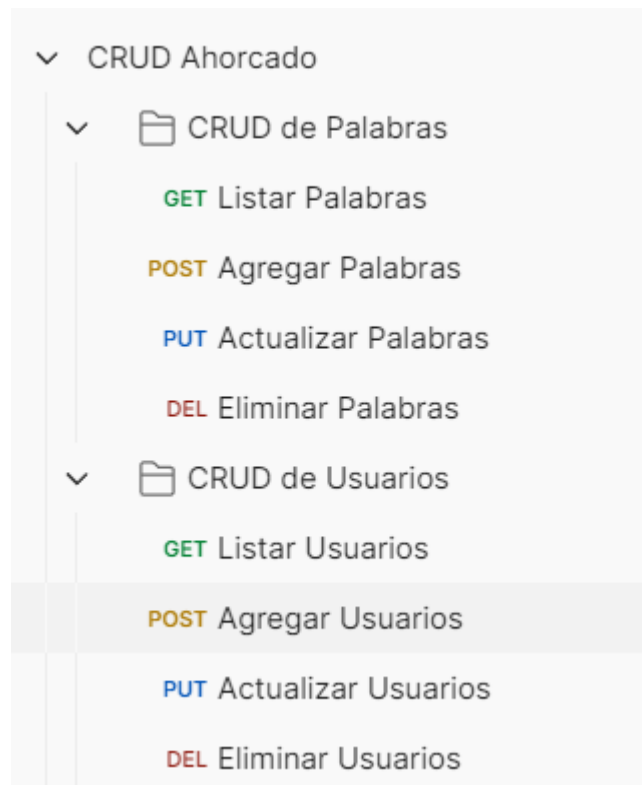 CRUD Ahorcado
CRUD de Palabras
GET Listar Palabras
POST Agregar Palabras
PUT Actualizar Palabras
DEL Eliminar Palabras
CRUD de Usuarios
GET Listar Usuarios
POST Agregar Usuarios
PUT Actualizar Usuarios
DEL Eliminar Usuarios